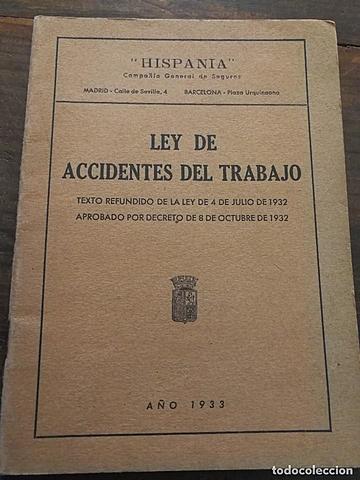 "HISPANIA"
Compañía General de Seguros
MADRID - Calle de Sevilla, 4 BARCELONA - Plaza Urquinaona
LEY DE
ACCIDENTES DEL TRABAJO
TEXTO REFUNDIDO DE LA LEY DE 4 DE JULIO DE 1932
APROBADO POR DECRETO DE 8 DE OCTUBRE DE 1932
AÑO 1933
todocoleccion